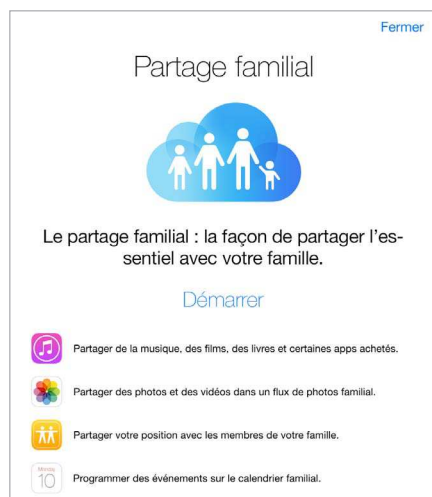 Fermer
Partage familial
Le partage familial : la façon de partager l'es-
sentiel avec votre famille.
Démarrer
Partager de la musique, des films, des livres et certaines apps achetés.
Partager des photos et des vidéos dans un flux de photos familial.
Partager votre position avec les membres de votre famille.
Monday
10
Programmer des événements sur le calendrier familial.